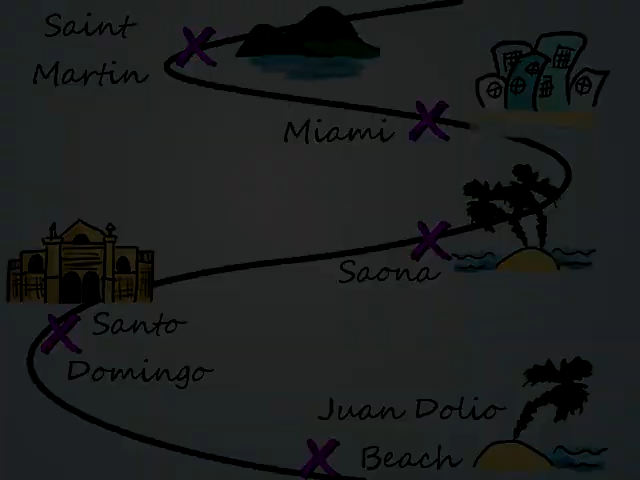 Saint
Martin
Miami
Saona
Santo
Domingo
Juan Dolio
Beach